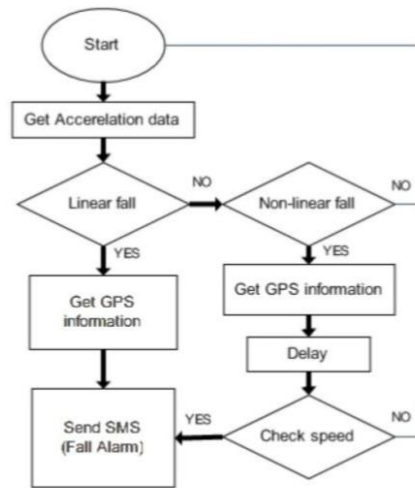 Start
Get Accerelation data
Linear fall
NO
Non-linear fall
NO
YES
YES
Get GPS
information
Get GPS information
Delay
Send SMS
(Fall Alarm)
YES
Check speed
NO